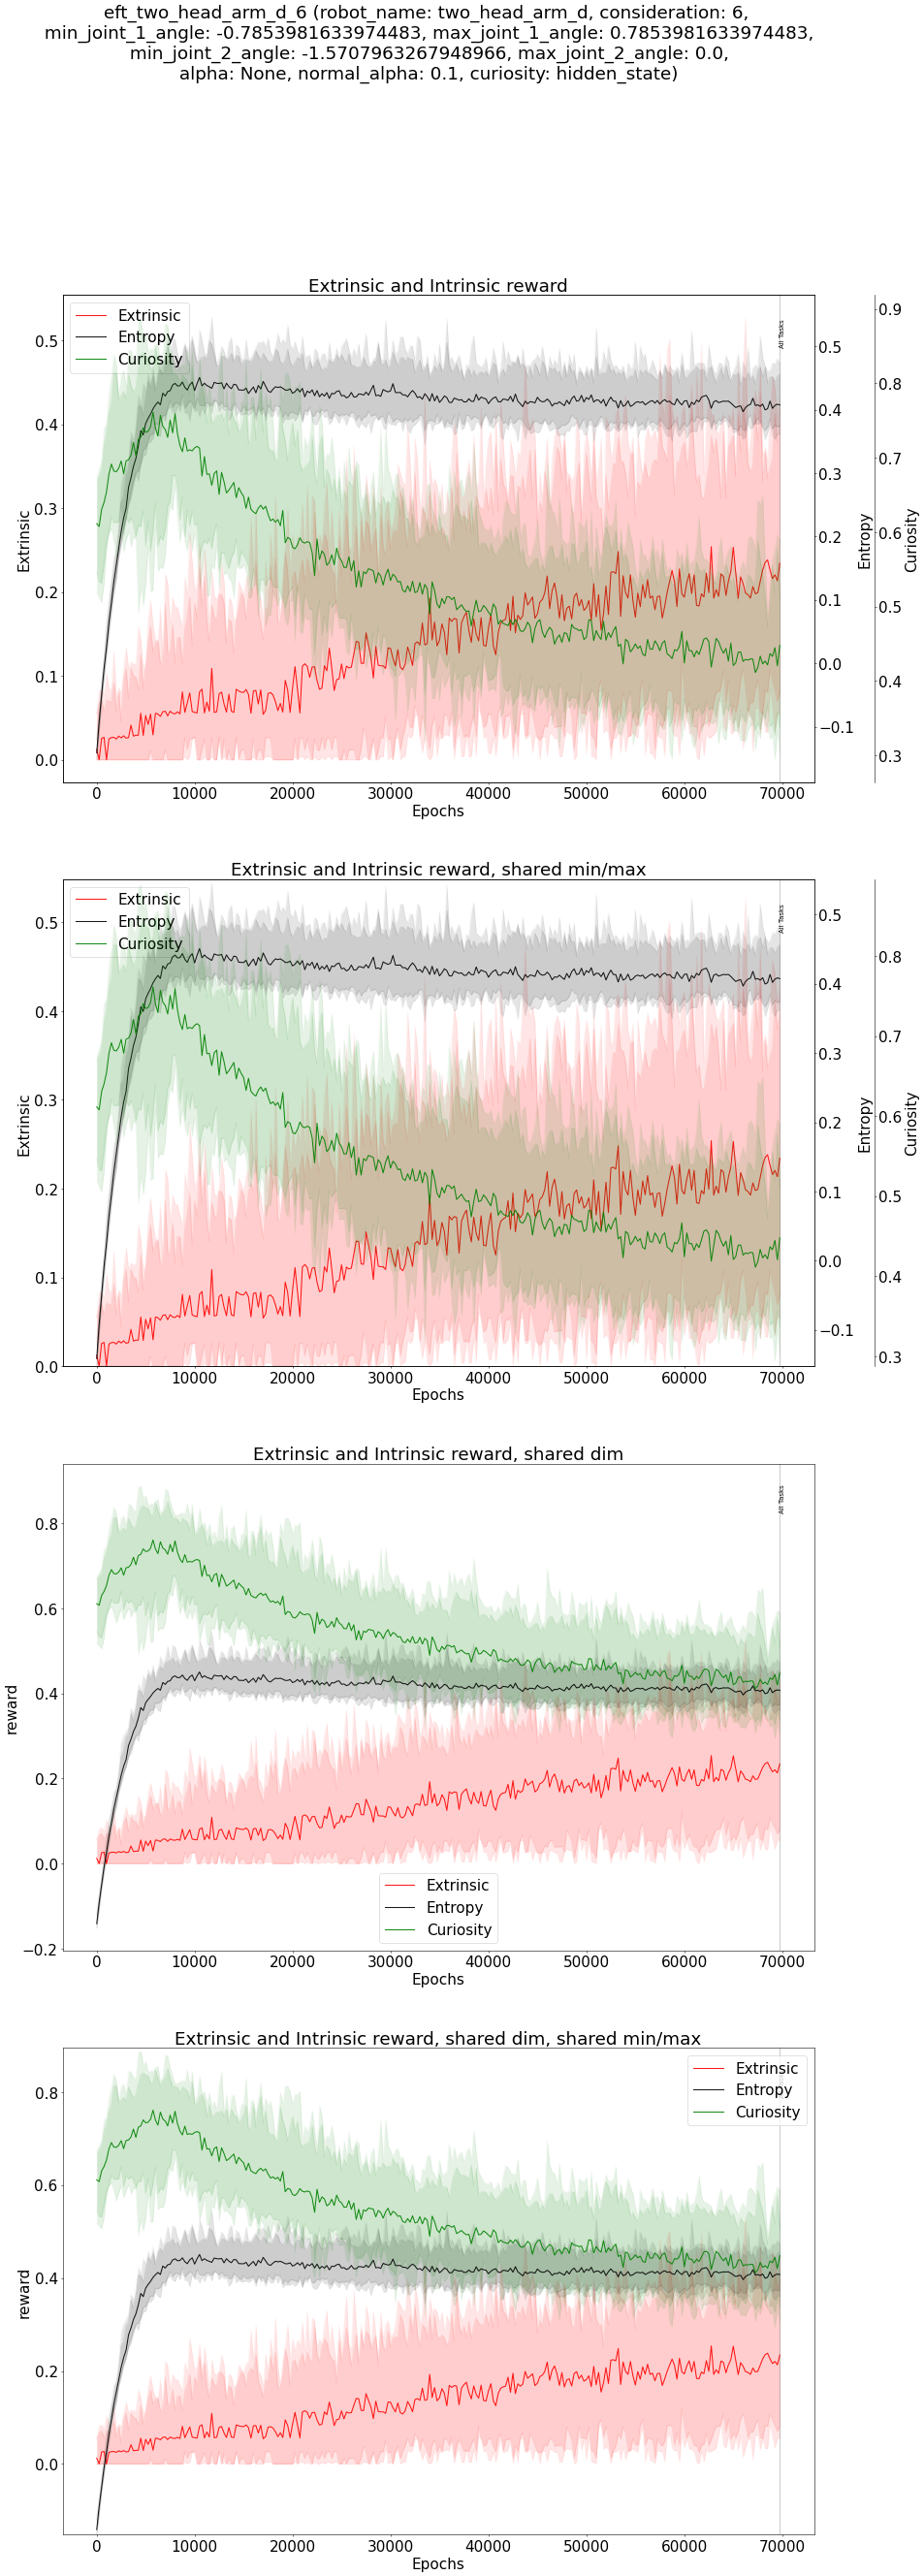 eft_two_head_arm_d_6 (robot_name: two_head_arm_d, consideration: 6,
min_joint_1_angle: -0.7853981633974483, max_joint_1_angle: 0.7853981633974483,
min_joint_2_angle: -1.5707963267948966, max_joint_2_angle: 0.0,
alpha: None, normal_alpha: 0.1, curiosity: hidden_state)
Extrinsic and Intrinsic reward
Extrinsic
Entropy
Curiosity
All Tasks
0.5
0.4
0.3
0.2
0.1
0.0
Extrinsic
0.5
0.4
0.3
0.2
0.1
0.0
−0.1
Entropy
0.9
0.8
0.7
0.6
0.5
0.4
0.3
Curiosity
0 10000 20000 30000 40000 50000 60000 70000
Epochs
Extrinsic and Intrinsic reward, shared min/max
Extrinsic
Entropy
Curiosity
All Tasks
0.5
0.4
0.3
0.2
0.1
0.0
Extrinsic
0.5
0.4
0.3
0.2
0.1
0.0
−0.1
Entropy
0.8
0.7
0.6
0.5
0.4
0.3
Curiosity
0 10000 20000 30000 40000 50000 60000 70000
Epochs
Extrinsic and Intrinsic reward, shared dim
All Tasks
0.8
0.6
0.4
0.2
0.0
−0.2
reward
Extrinsic
Entropy
Curiosity
0 10000 20000 30000 40000 50000 60000 70000
Epochs
Extrinsic and Intrinsic reward, shared dim, shared min/max
Extrinsic
Entropy
Curiosity
0.8
0.6
0.4
0.2
0.0
reward
0 10000 20000 30000 40000 50000 60000 70000
Epochs